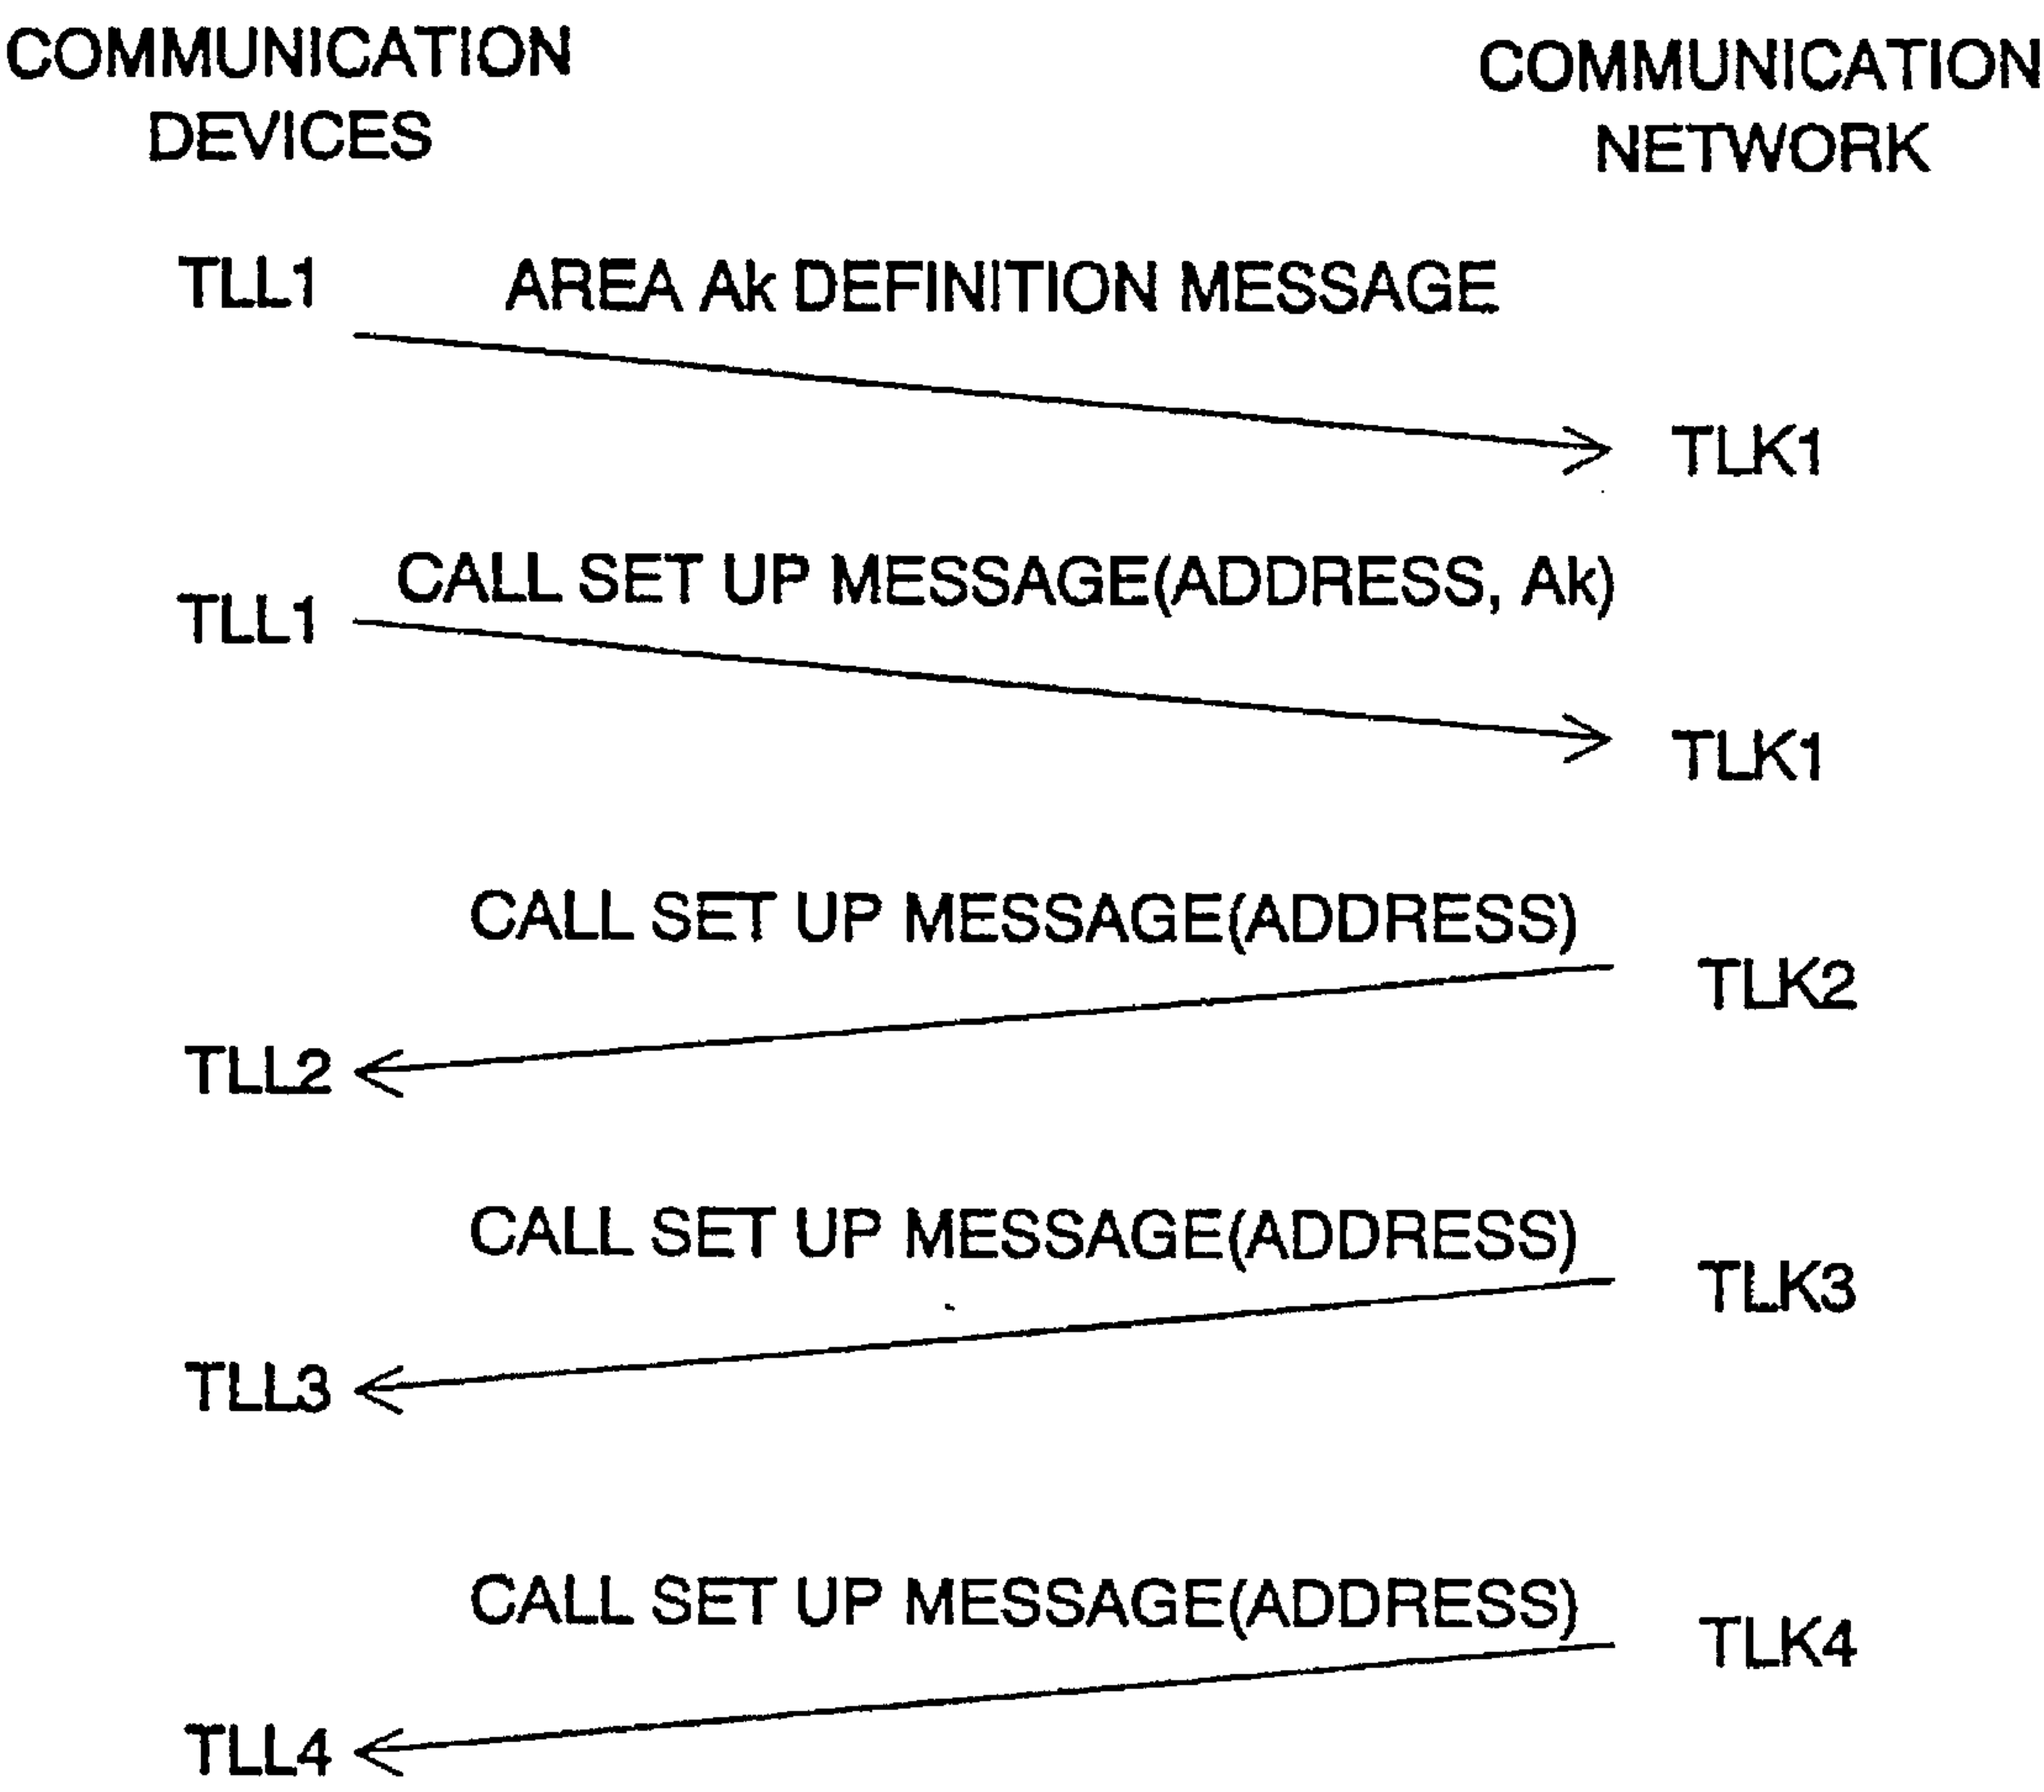 COMMUNICATION
DEVICES
COMMUNICATION
NETWORK
TLL1
AREA Ak DEFINITION MESSAGE
TLK1
CALL SET UP MESSAGE(ADDRESS, Ak)
TLL1
TLK1
CALL SET UP MESSAGE(ADDRESS)
TLK2
TLL2
CALL SET UP MESSAGE(ADDRESS)
TLK3
TLL3
CALL SET UP MESSAGE(ADDRESS)
TLK4
TLL4